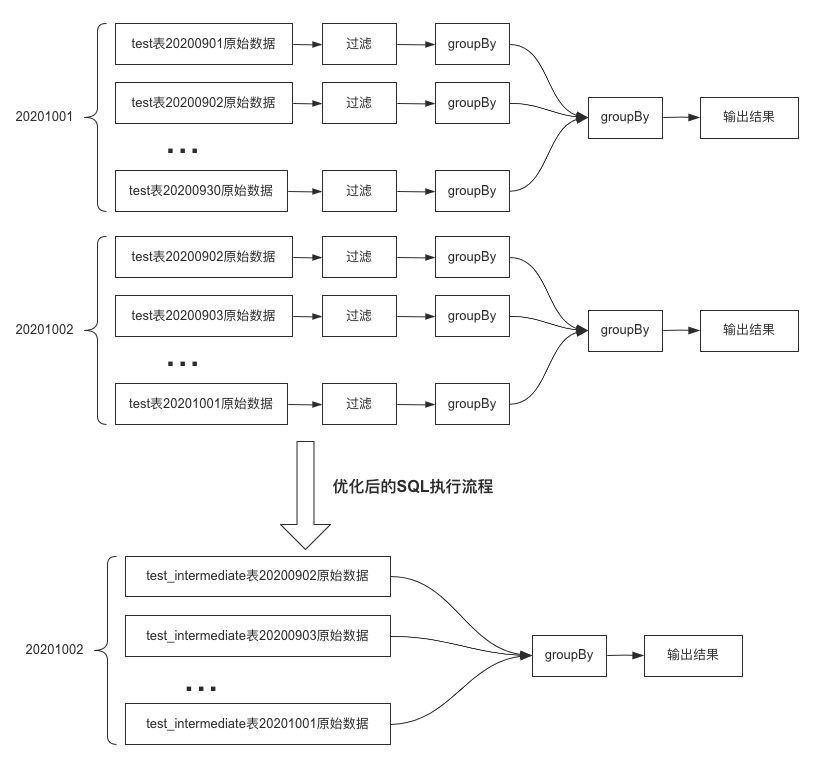 test表20200901原始数据 过滤 groupBy
20201001 test表20200902原始数据 过滤 groupBy groupBy 输出结果
...
test表20200930原始数据 过滤 groupBy
test表20200902原始数据 过滤 groupBy
20201002 test表20200903原始数据 过滤 groupBy groupBy 输出结果
...
test表20201001原始数据 过滤 groupBy
优化后的SQL执行流程
test_intermediate表20200902原始数据
20201002 test_intermediate表20200903原始数据 groupBy 输出结果
...
test_intermediate表20201001原始数据